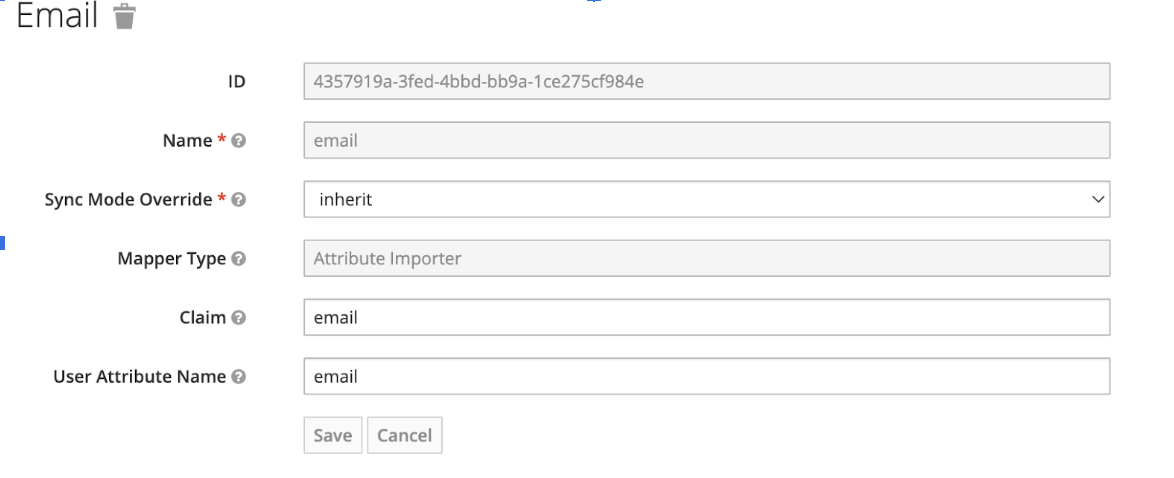 Email
ID 4357919a-3fed-4bbd-bb9a-1ce275cf984e
Name * email
Sync Mode Override * inherit
Mapper Type Attribute Importer
Claim email
User Attribute Name email
Save Cancel